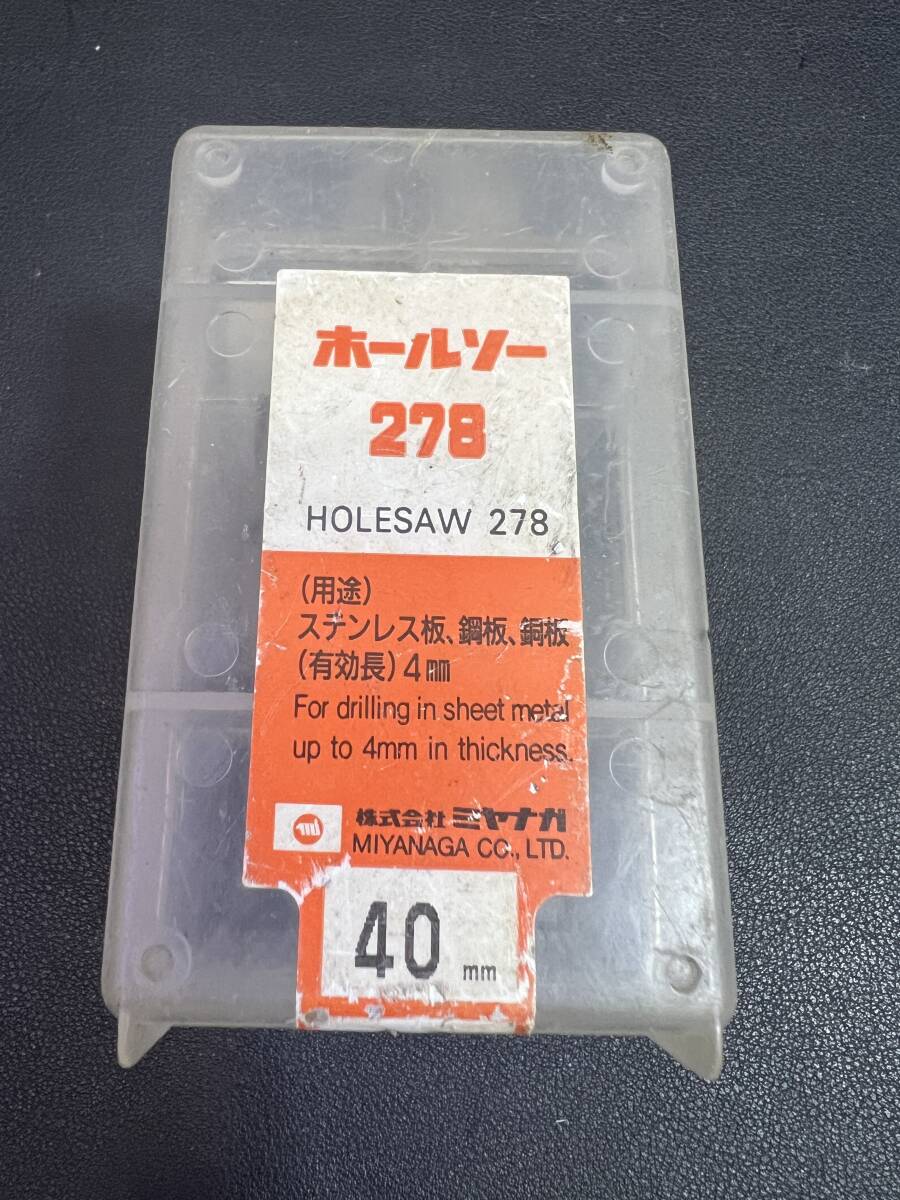 ホールソー
278
HOLESAW 278
(用途)
ステンレス板、鋼板、銅板
(有効長)4㎜
For drilling in sheet metal
up to 4mm in thickness.
株式会社 ミヤナガ
MIYANAGA CO., LTD.
40 mm